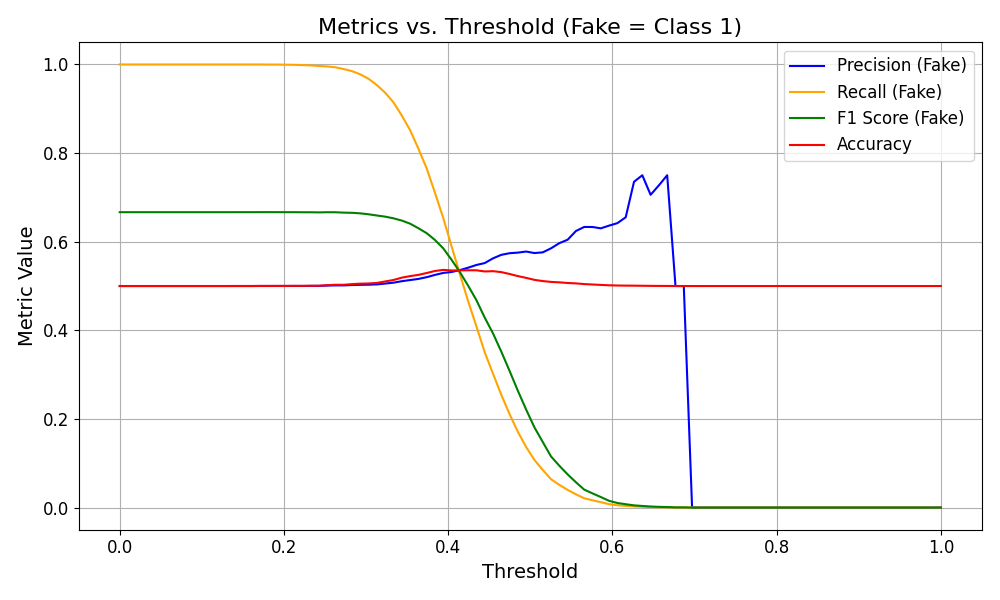 Metrics vs. Threshold (Fake = Class 1)
Precision (Fake)
Recall (Fake)
F1 Score (Fake)
Accuracy
Metric Value
1.0
0.8
0.6
0.4
0.2
0.0
0.0 0.2 0.4 0.6 0.8 1.0
Threshold